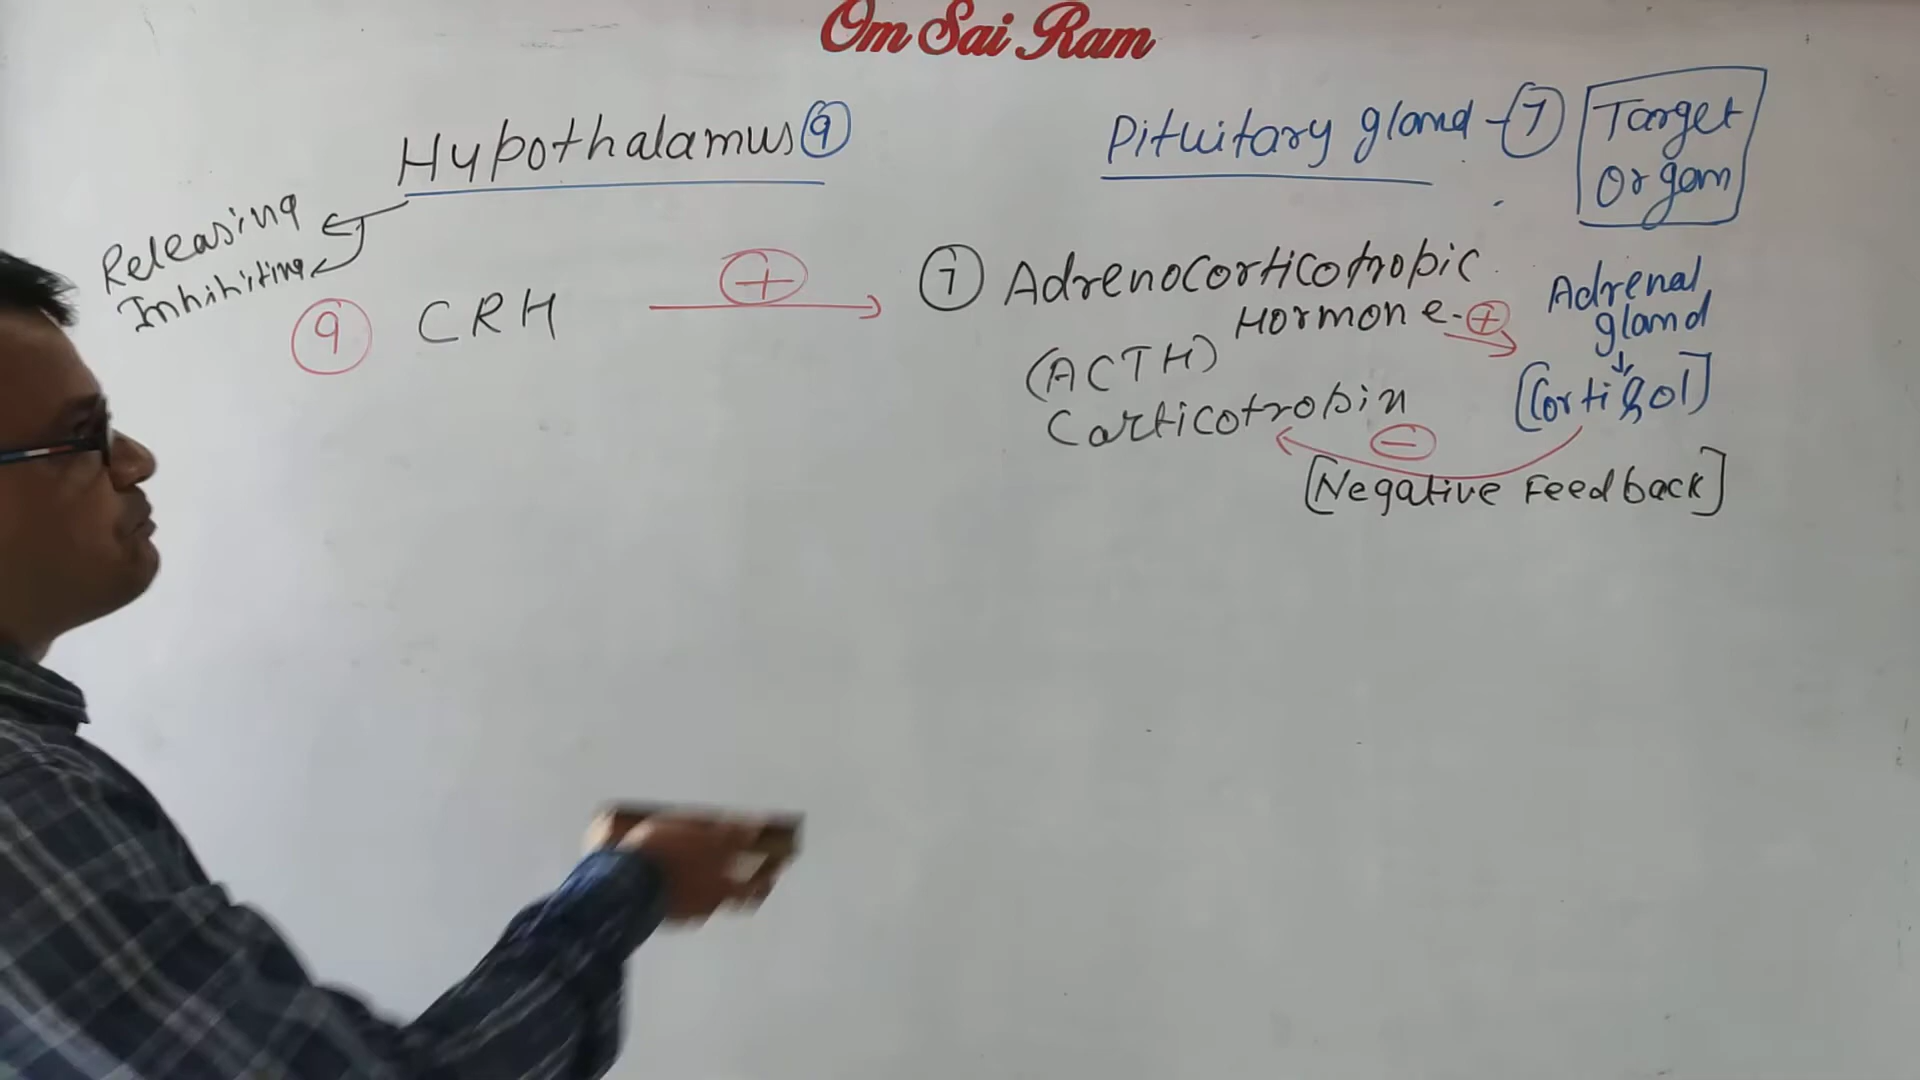 Om Sai Ram
Hypothalamus 9
Pituitary gland - 7
Target
Organ
Releasing
Inhibiting
9 CRH
+
7 Adrenocorticotropic
Hormone - +
(ACTH)
Corticotropin
Adrenal
gland
[Cortisol]
-
[Negative Feedback]